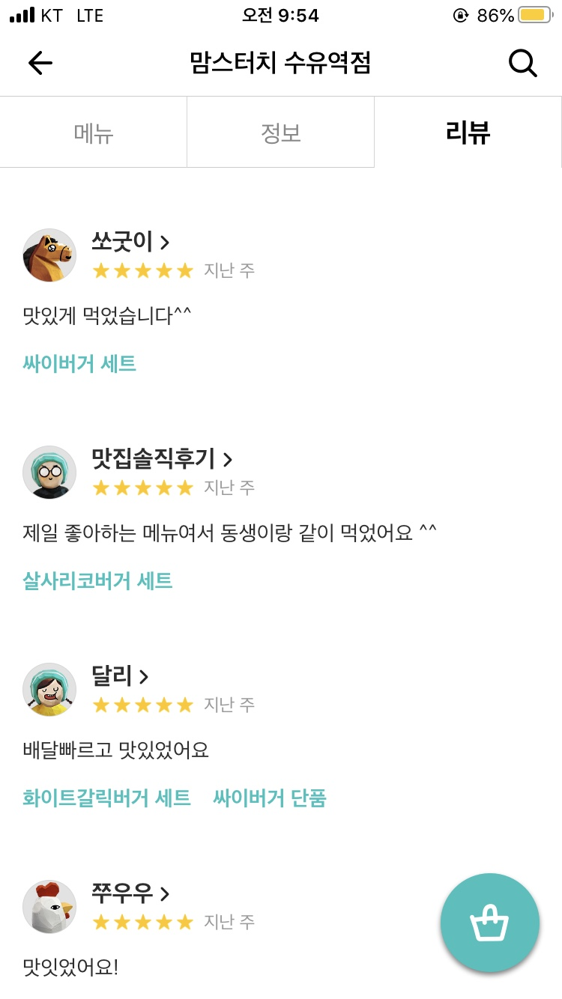 KT LTE 오전 9:54 86%
맘스터치 수유역점
메뉴 정보 리뷰
쏘굿이
지난 주
맛있게 먹었습니다^^
싸이버거 세트
맛집솔직후기
지난 주
제일 좋아하는 메뉴여서 동생이랑 같이 먹었어요 ^^
살사리코버거 세트
달리
지난 주
배달빠르고 맛있었어요
화이트갈릭버거 세트 싸이버거 단품
쭈우우
지난 주
맛잇었어요!